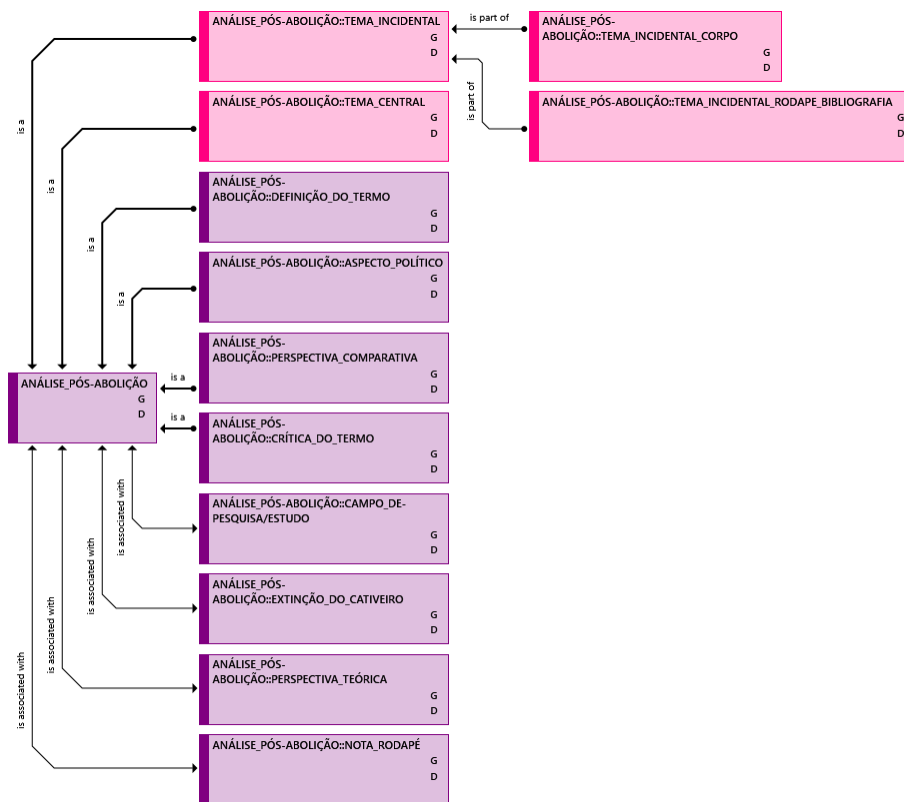 ANÁLISE_PÓS-ABOLIÇÃO::TEMA_INCIDENTAL
G
D
is part of
ANÁLISE_PÓS-
ABOLIÇÃO::TEMA_INCIDENTAL_CORPO
G
D
is part of
ANÁLISE_PÓS-ABOLIÇÃO::TEMA_INCIDENTAL_RODAPE_BIBLIOGRAFIA
G
D
is a
ANÁLISE_PÓS-ABOLIÇÃO::TEMA_CENTRAL
G
D
is a
ANÁLISE_PÓS-
ABOLIÇÃO::DEFINIÇÃO_DO_TERMO
G
D
is a
ANÁLISE_PÓS-ABOLIÇÃO::ASPECTO_POLÍTICO
G
D
is a
ANÁLISE_PÓS-
ABOLIÇÃO::PERSPECTIVA_COMPARATIVA
G
D
is a
ANÁLISE_PÓS-ABOLIÇÃO
G
D
ANÁLISE_PÓS-
ABOLIÇÃO::CRÍTICA_DO_TERMO
G
D
is a
ANÁLISE_PÓS-ABOLIÇÃO::CAMPO_DE-
PESQUISA/ESTUDO
G
D
is associated with
ANÁLISE_PÓS-
ABOLIÇÃO::EXTINÇÃO_DO_CATIVEIRO
G
D
is associated with
ANÁLISE_PÓS-
ABOLIÇÃO::PERSPECTIVA_TEÓRICA
G
D
is associated with
ANÁLISE_PÓS-ABOLIÇÃO::NOTA_RODAPÉ
G
D
is associated with